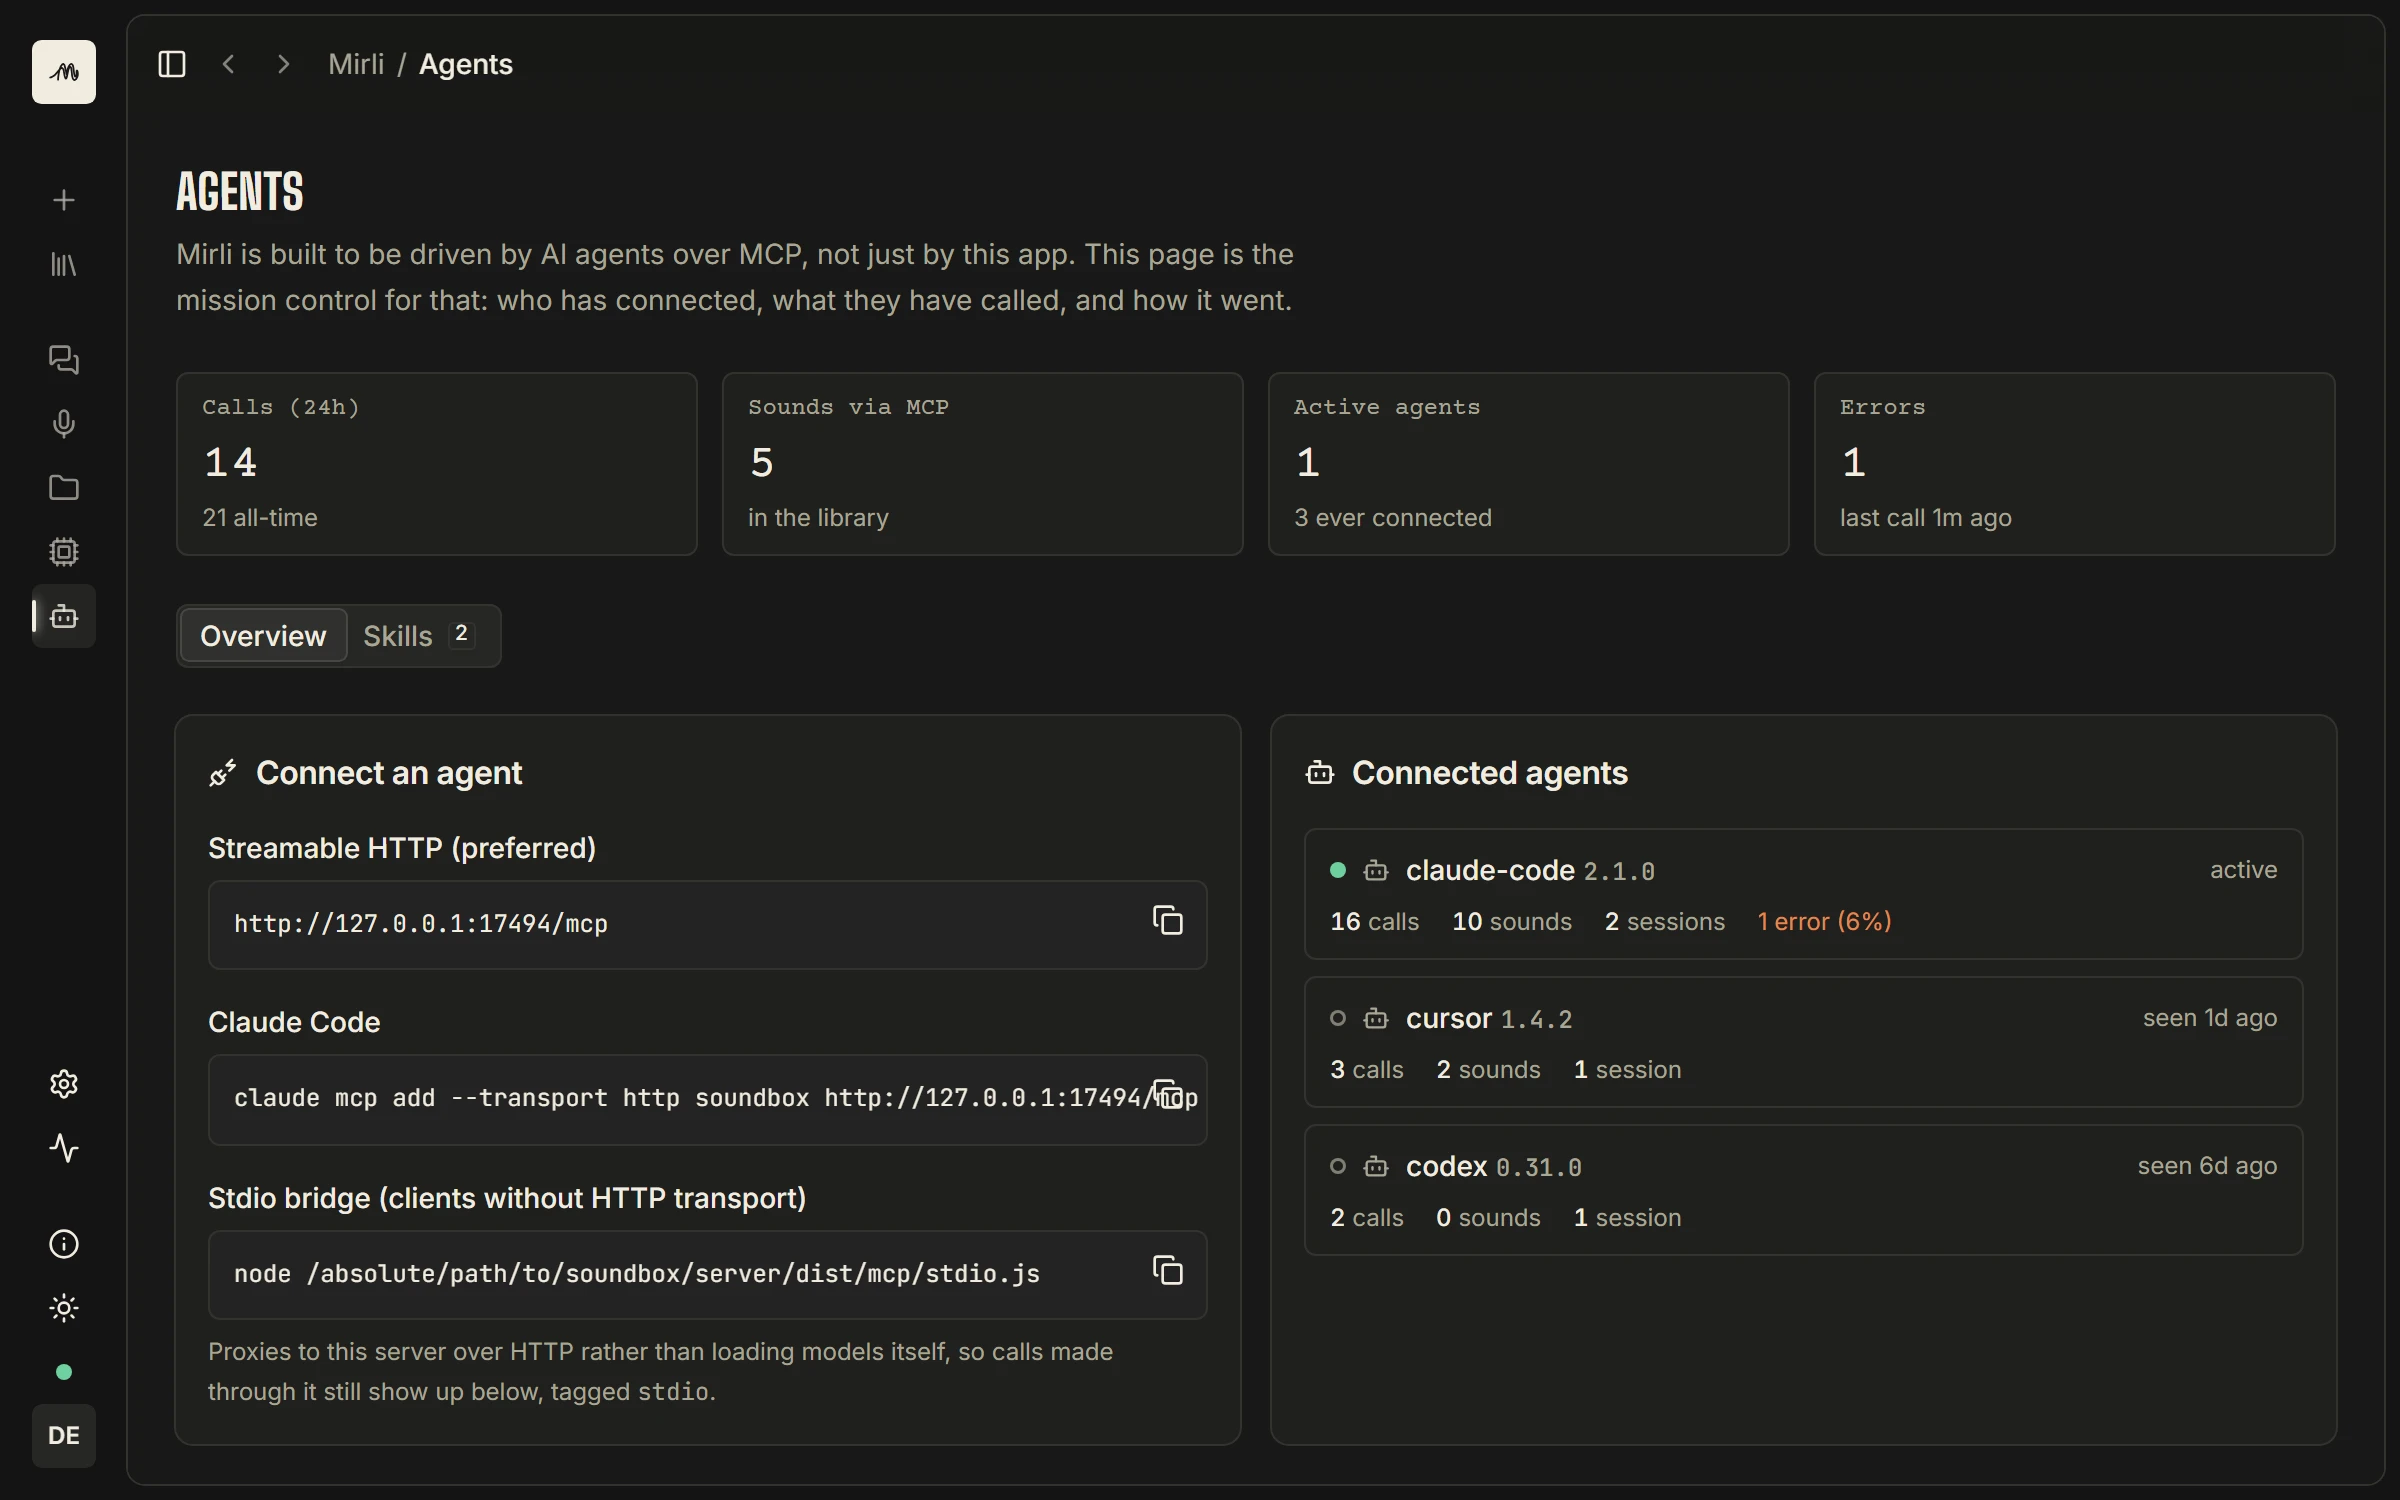 Mirli / Agents
AGENTS
Mirli is built to be driven by AI agents over MCP, not just by this app. This page is the
mission control for that: who has connected, what they have called, and how it went.
Calls (24h)
14
21 all-time
Sounds via MCP
5
in the library
Active agents
1
3 ever connected
Errors
1
last call 1m ago
Overview
Skills 2
Connect an agent
Streamable HTTP (preferred)
http://127.0.0.1:17494/mcp
Claude Code
claude mcp add --transport http soundbox http://127.0.0.1:17494/mcp
Stdio bridge (clients without HTTP transport)
node /absolute/path/to/soundbox/server/dist/mcp/stdio.js
Proxies to this server over HTTP rather than loading models itself, so calls made
through it still show up below, tagged stdio.
Connected agents
claude-code 2.1.0
active
16 calls 10 sounds 2 sessions 1 error (6%)
cursor 1.4.2
seen 1d ago
3 calls 2 sounds 1 session
codex 0.31.0
seen 6d ago
2 calls 0 sounds 1 session
DE